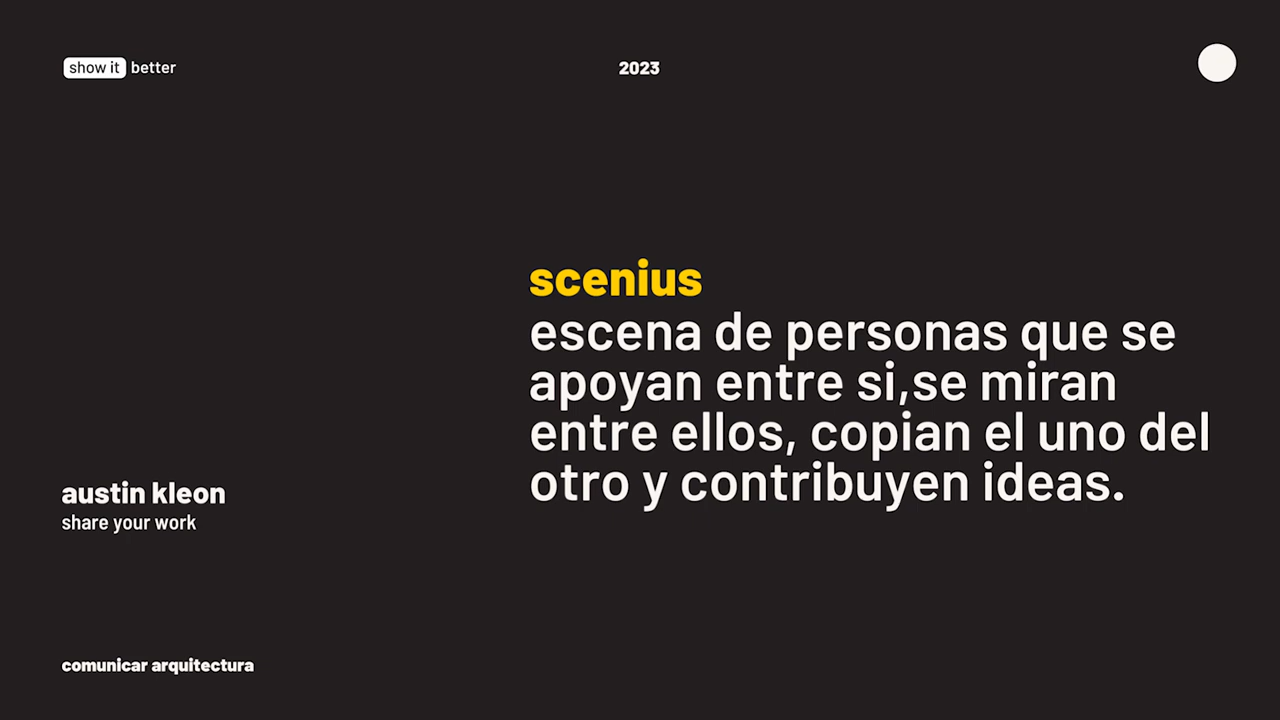 show it better
2023
scenius
escena de personas que se
apoyan entre si,se miran
entre ellos, copian el uno del
otro y contribuyen ideas.
austin kleon
share your work
comunicar arquitectura